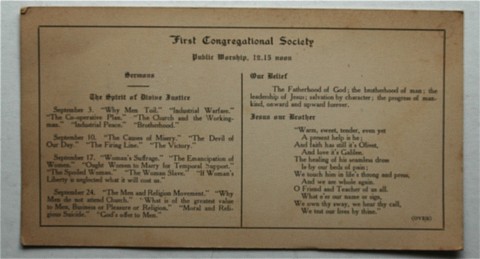 First Congregational Society
Public Worship, 12.15 noon
Sermons
The Spirit of Divine Justice
September 3. "Why Men Toil." "Industrial Warfare."
"The Co-operative Plan." "The Church and the Working-
man." "Industrial Peace." "Brotherhood."
September 10. "The Causes of Misery." "The Devil of
Our Day." "The Firing Line." "The Victory."
September 17. "Woman's Suffrage." "The Emancipation of
Women." "Ought Women to Marry for Temporal Support."
"The Spoiled Woman." "The Woman Slave." "If Woman's
Liberty is neglected what it will cost us."
September 24. "The Men and Religion Movement." "Why
Men do not attend Church." "What is of the greatest value
to Men, Business or Pleasure or Religion." "Moral and Reli-
gious Suicide." "God's offer to Men."
Our Belief
The Fatherhood of God; the brotherhood of man; the
leadership of Jesus; salvation by character; the progress of man-
kind, onward and upward forever.
Jesus our Brother
"Warm, sweet, tender, even yet
A present help is he;
And faith has still its Olivet,
And love it's Galilee.
The healing of his seamless dress
Is by our beds of pain;
We touch him in life's throng and press,
And we are whole again.
O Friend and Teacher of us all.
What e'er our name or sign,
We own thy sway, we hear thy call,
We test our lives by thine."